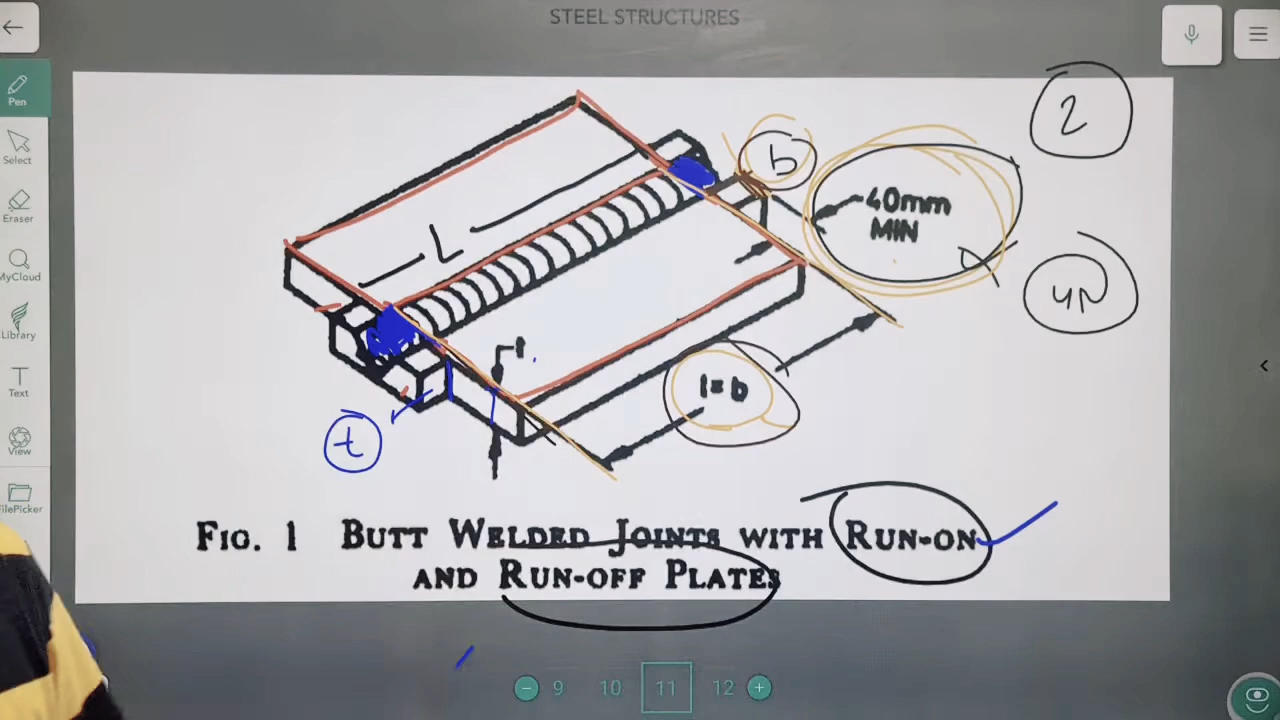 STEEL STRUCTURES
Pen
Select
Eraser
MyCloud
Library
Text
View
FilePicker
2
b
40mm
MIN
4N
L
t
l=b
t
FIG. 1 BUTT WELDED JOINTS WITH RUN-ON
AND RUN-OFF PLATES
9 10 11 12